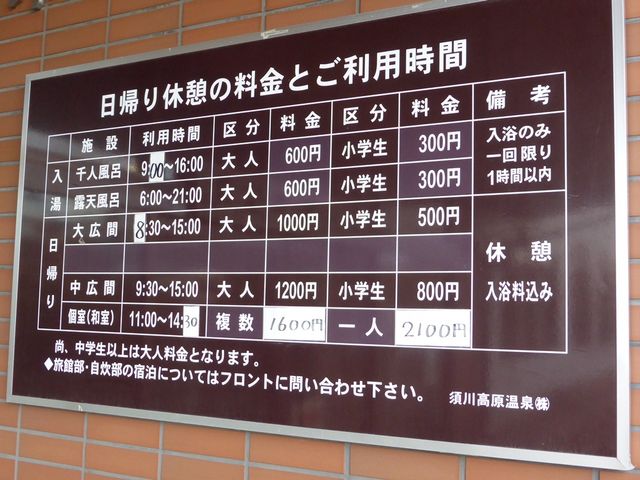 日帰り休憩の料金とご利用時間
施設 利用時間 区分 料金 区分 料金 備考
入湯 千人風呂 9:00～16:00 大人 600円 小学生 300円 入浴のみ
一回限り
1時間以内
露天風呂 6:00～21:00 大人 600円 小学生 300円
日帰り 大広間 8:30～15:00 大人 1000円 小学生 500円 休憩
入浴料込み
中広間 9:30～15:00 大人 1200円 小学生 800円
個室(和室) 11:00～14:30 複数 1600円 一人 2100円
尚、中学生以上は大人料金となります。
◆旅館部・自炊部の宿泊についてはフロントに問い合わせ下さい。
須川高原温泉㈱